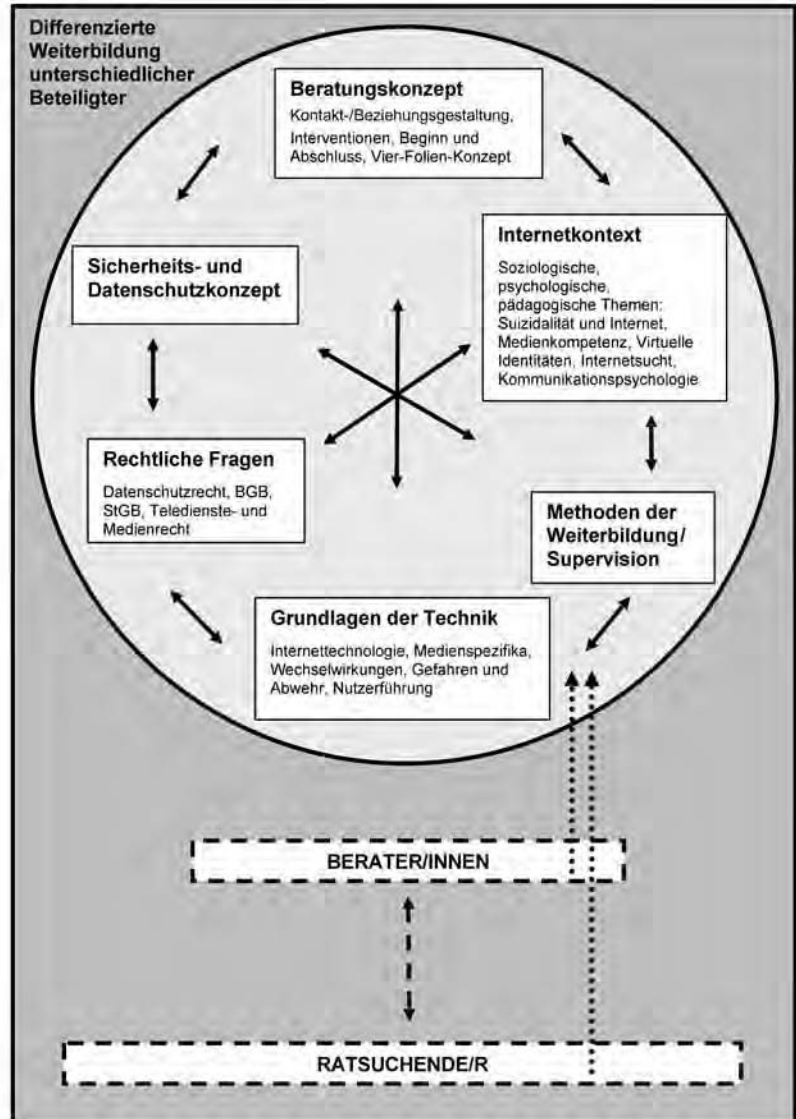 Differenzierte
Weiterbildung
unterschiedlicher
Beteiligter
Beratungskonzept
Kontakt-/Beziehungsgestaltung,
Interventionen, Beginn und
Abschluss, Vier-Folien-Konzept
Internetkontext
Soziologische,
psychologische,
pädagogische Themen:
Suizidalität und Internet,
Medienkompetenz, Virtuelle
Identitäten, Internetsucht,
Kommunikationspsychologie
Sicherheits- und
Datenschutzkonzept
Rechtliche Fragen
Datenschutzrecht, BGB,
StGB, Teledienste- und
Medienrecht
Methoden der
Weiterbildung/
Supervision
Grundlagen der Technik
Internettechnologie, Medienspezifika,
Wechselwirkungen, Gefahren und
Abwehr, Nutzerführung
BERATER/INNEN
RATSUCHENDE/R